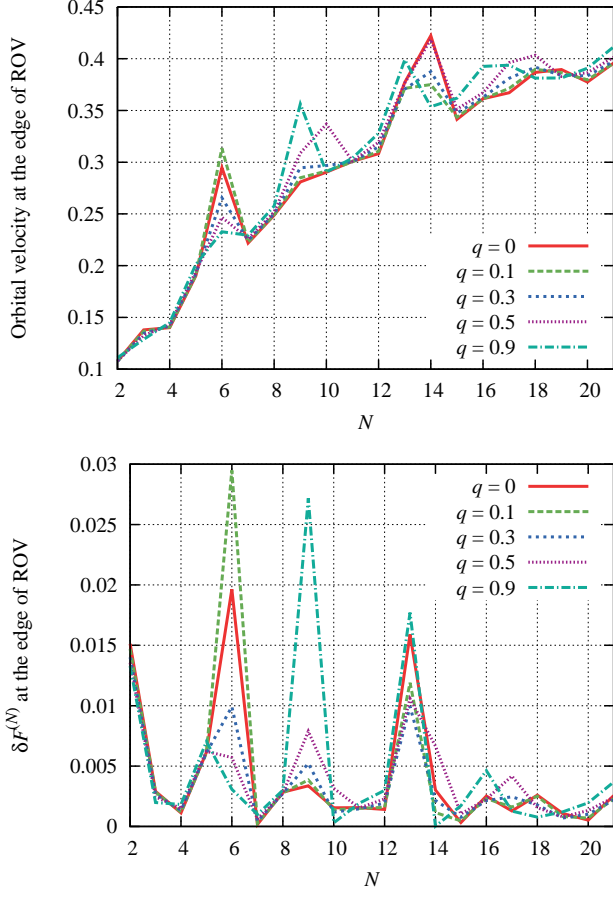 Orbital velocity at the edge of ROV
0.45
0.4
0.35
0.3
0.25
0.2
0.15
0.1
q = 0
q = 0.1
q = 0.3
q = 0.5
q = 0.9
2 4 6 8 10 12 14 16 18 20
N
δF(N) at the edge of ROV
0.03
0.025
0.02
0.015
0.01
0.005
0
q = 0
q = 0.1
q = 0.3
q = 0.5
q = 0.9
2 4 6 8 10 12 14 16 18 20
N